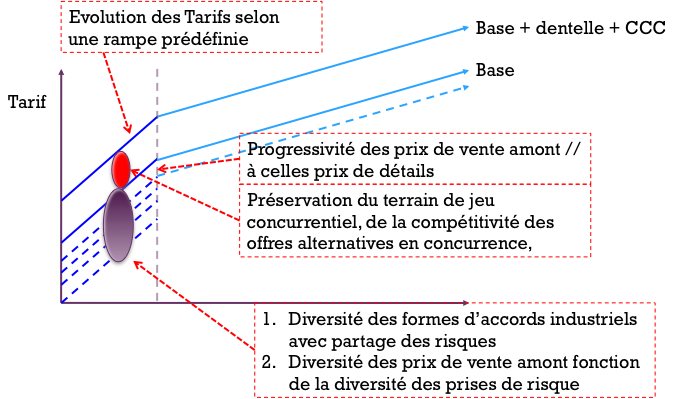 Evolution des Tarifs selon
une rampe prédéfinie
Base + dentelle + CCC
Base
Tarif
Progressivité des prix de vente amont //
à celles prix de détails
Préservation du terrain de jeu
concurrentiel, de la compétitivité des
offres alternatives en concurrence,
1. Diversité des formes d'accords industriels
avec partage des risques
2. Diversité des prix de vente amont fonction
de la diversité des prises de risque